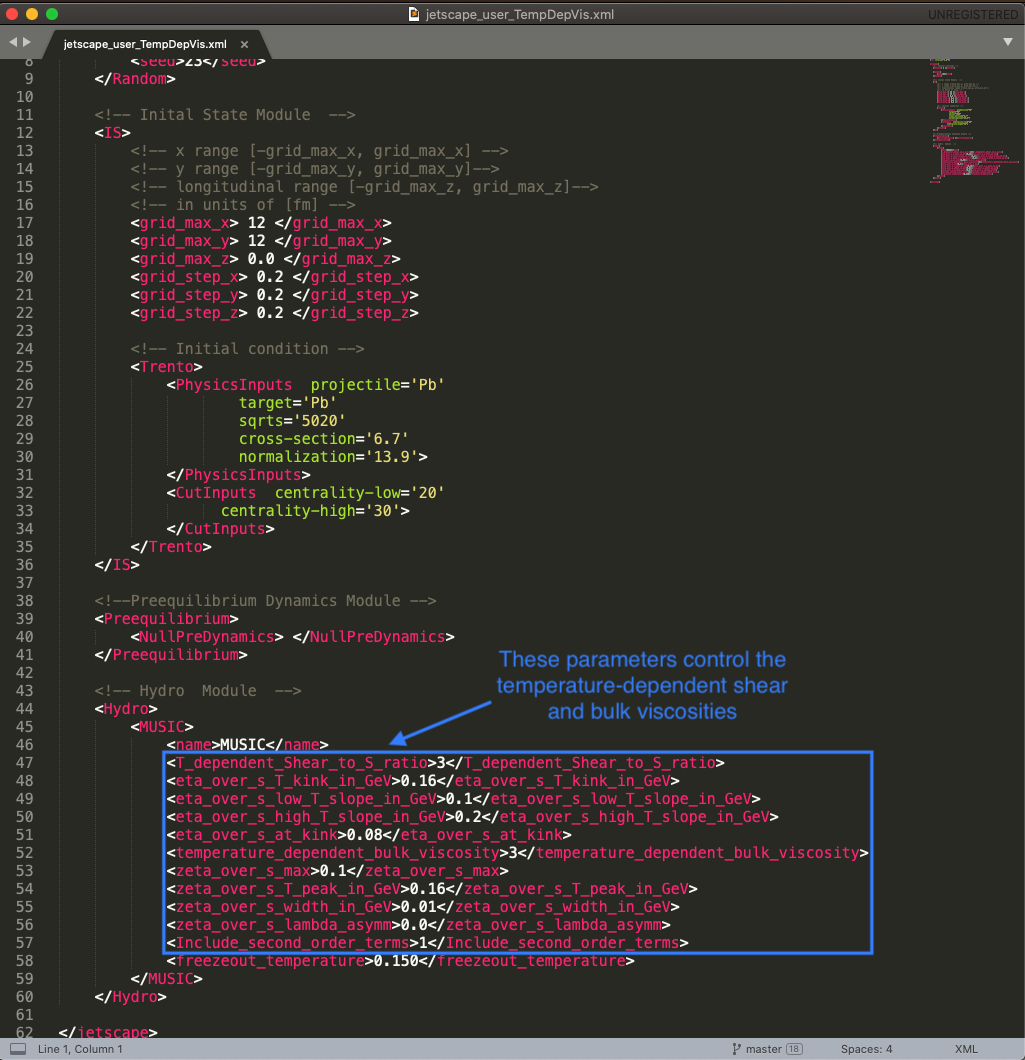 jetscape_user_TempDepVis.xml
UNREGISTERED
jetscape_user_TempDepVis.xml ×
8 <seed>23</seed>
9 </Random>
10
11 <!-- Inital State Module  -->
12 <IS>
13 <!-- x range [-grid_max_x, grid_max_x] -->
14 <!-- y range [-grid_max_y, grid_max_y]-->
15 <!-- longitudinal range [-grid_max_z, grid_max_z]-->
16 <!-- in units of [fm] -->
17 <grid_max_x> 12 </grid_max_x>
18 <grid_max_y> 12 </grid_max_y>
19 <grid_max_z> 0.0 </grid_max_z>
20 <grid_step_x> 0.2 </grid_step_x>
21 <grid_step_y> 0.2 </grid_step_y>
22 <grid_step_z> 0.2 </grid_step_z>
23
24 <!-- Initial condition -->
25 <Trento>
26 <PhysicsInputs  projectile='Pb'
27 target='Pb'
28 sqrts='5020'
29 cross-section='6.7'
30 normalization='13.9'>
31 </PhysicsInputs>
32 <CutInputs  centrality-low='20'
33 centrality-high='30'>
34 </CutInputs>
35 </Trento>
36 </IS>
37
38 <!--Preequilibrium Dynamics Module -->
39 <Preequilibrium>
40 <NullPreDynamics> </NullPreDynamics>
41 </Preequilibrium>
42
43 <!-- Hydro  Module  -->
44 <Hydro>
These parameters control the
temperature-dependent shear
and bulk viscosities
45 <MUSIC>
46 <name>MUSIC</name>
47 <T_dependent_Shear_to_S_ratio>3</T_dependent_Shear_to_S_ratio>
48 <eta_over_s_T_kink_in_GeV>0.16</eta_over_s_T_kink_in_GeV>
49 <eta_over_s_low_T_slope_in_GeV>0.1</eta_over_s_low_T_slope_in_GeV>
50 <eta_over_s_high_T_slope_in_GeV>0.2</eta_over_s_high_T_slope_in_GeV>
51 <eta_over_s_at_kink>0.08</eta_over_s_at_kink>
52 <temperature_dependent_bulk_viscosity>3</temperature_dependent_bulk_viscosity>
53 <zeta_over_s_max>0.1</zeta_over_s_max>
54 <zeta_over_s_T_peak_in_GeV>0.16</zeta_over_s_T_peak_in_GeV>
55 <zeta_over_s_width_in_GeV>0.01</zeta_over_s_width_in_GeV>
56 <zeta_over_s_lambda_asymm>0.0</zeta_over_s_lambda_asymm>
57 <Include_second_order_terms>1</Include_second_order_terms>
58 <freezeout_temperature>0.150</freezeout_temperature>
59 </MUSIC>
60 </Hydro>
61
62 </jetscape>
Line 1, Column 1
master 18
Spaces: 4
XML